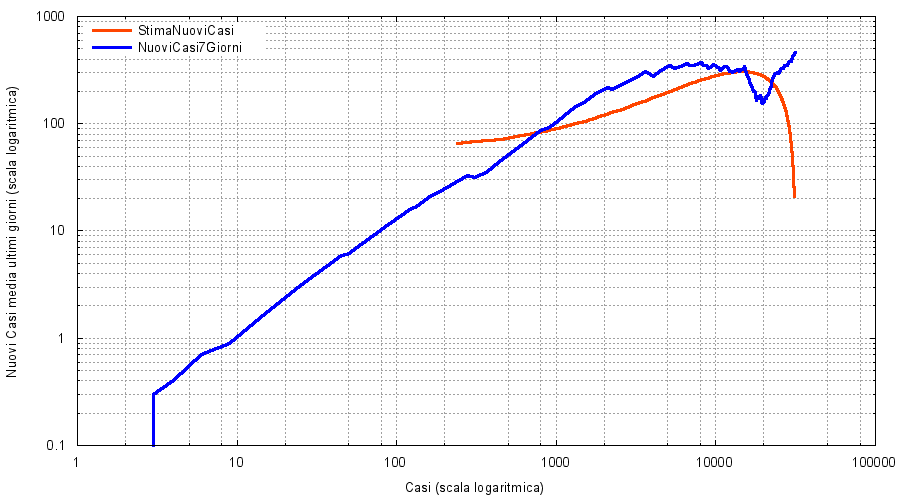 1000
StimaNuoviCasi
NuoviCasi7Giorni
100
10
1
0.1
Nuovi Casi media ultimi giorni (scala logaritmica)
1 10 100 1000 10000 100000
Casi (scala logaritmica)